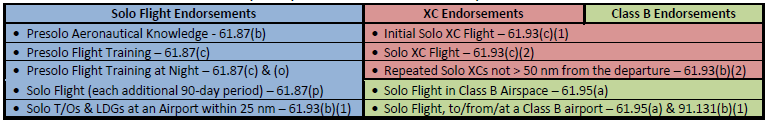 Solo Flight Endorsements XC Endorsements Class B Endorsements
• Presolo Aeronautical Knowledge - 61.87(b) • Initial Solo XC Flight – 61.93(c)(1)
• Presolo Flight Training – 61.87(c) • Solo XC Flight – 61.93(c)(2)
• Presolo Flight Training at Night – 61.87(c) & (o) • Repeated Solo XCs not > 50 nm from the departure – 61.93(b)(2)
• Solo Flight (each additional 90-day period) – 61.87(p) • Solo Flight in Class B Airspace – 61.95(a)
• Solo T/Os & LDGs at an Airport within 25 nm – 61.93(b)(1) • Solo Flight, to/from/at a Class B airport – 61.95(a) & 91.131(b)(1)